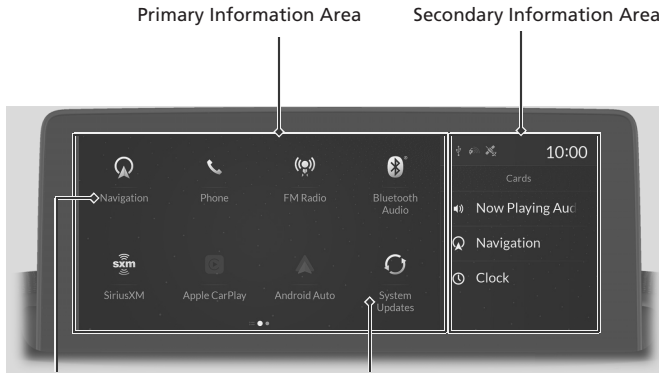 Primary Information Area
Secondary Information Area
10:00
Cards
Navigation
Phone
FM Radio
Bluetooth
Audio
Now Playing Aud
Navigation
Clock
sxm
SiriusXM
Apple CarPlay
Android Auto
System
Updates